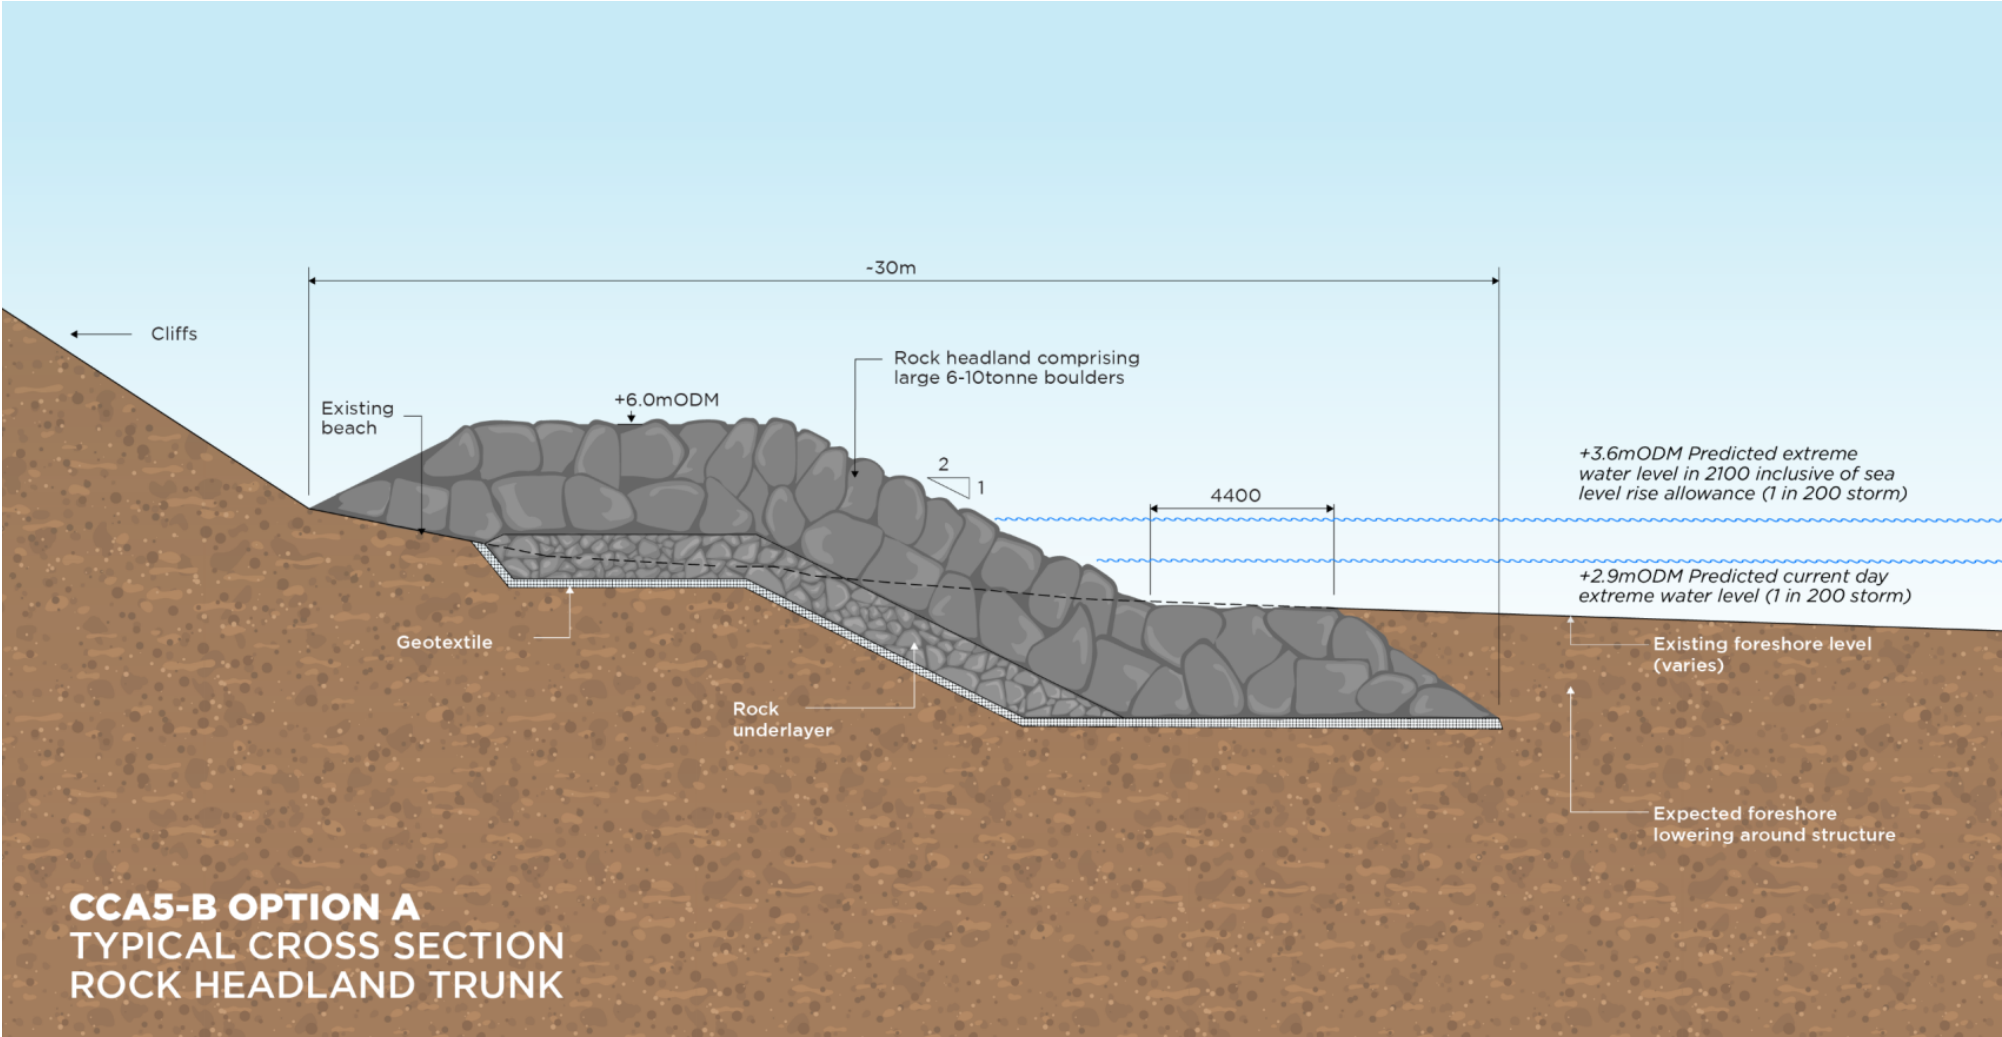 ~30m
Cliffs
Rock headland comprising
large 6-10tonne boulders
+6.0mODM
Existing
beach
2
1
4400
+3.6mODM Predicted extreme
water level in 2100 inclusive of sea
level rise allowance (1 in 200 storm)
+2.9mODM Predicted current day
extreme water level (1 in 200 storm)
Geotextile
Existing foreshore level
(varies)
Rock
underlayer
Expected foreshore
lowering around structure
CCA5-B OPTION A
TYPICAL CROSS SECTION
ROCK HEADLAND TRUNK